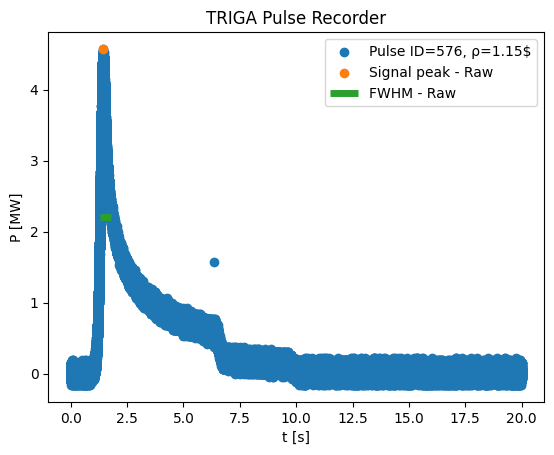 TRIGA Pulse Recorder
Pulse ID=576, ρ=1.15$
Signal peak - Raw
FWHM - Raw
P [MW]
4
3
2
1
0
0.0 2.5 5.0 7.5 10.0 12.5 15.0 17.5 20.0
t [s]